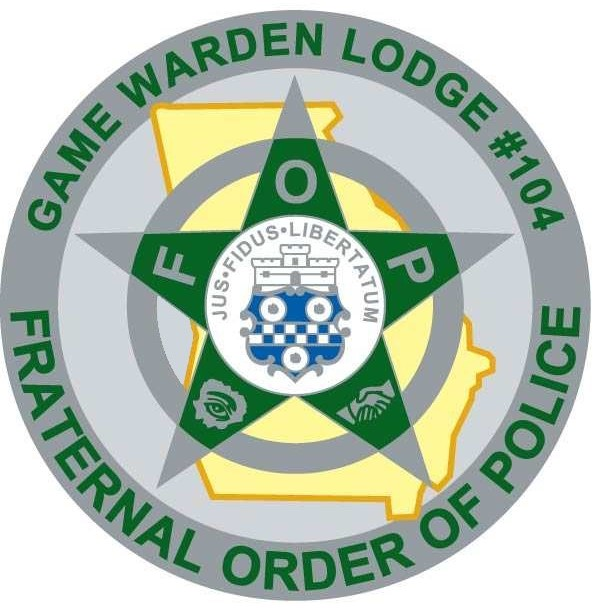 GAME WARDEN LODGE #104
F O P
JUS•FIDUS•LIBERTATUM
FRATERNAL ORDER OF POLICE